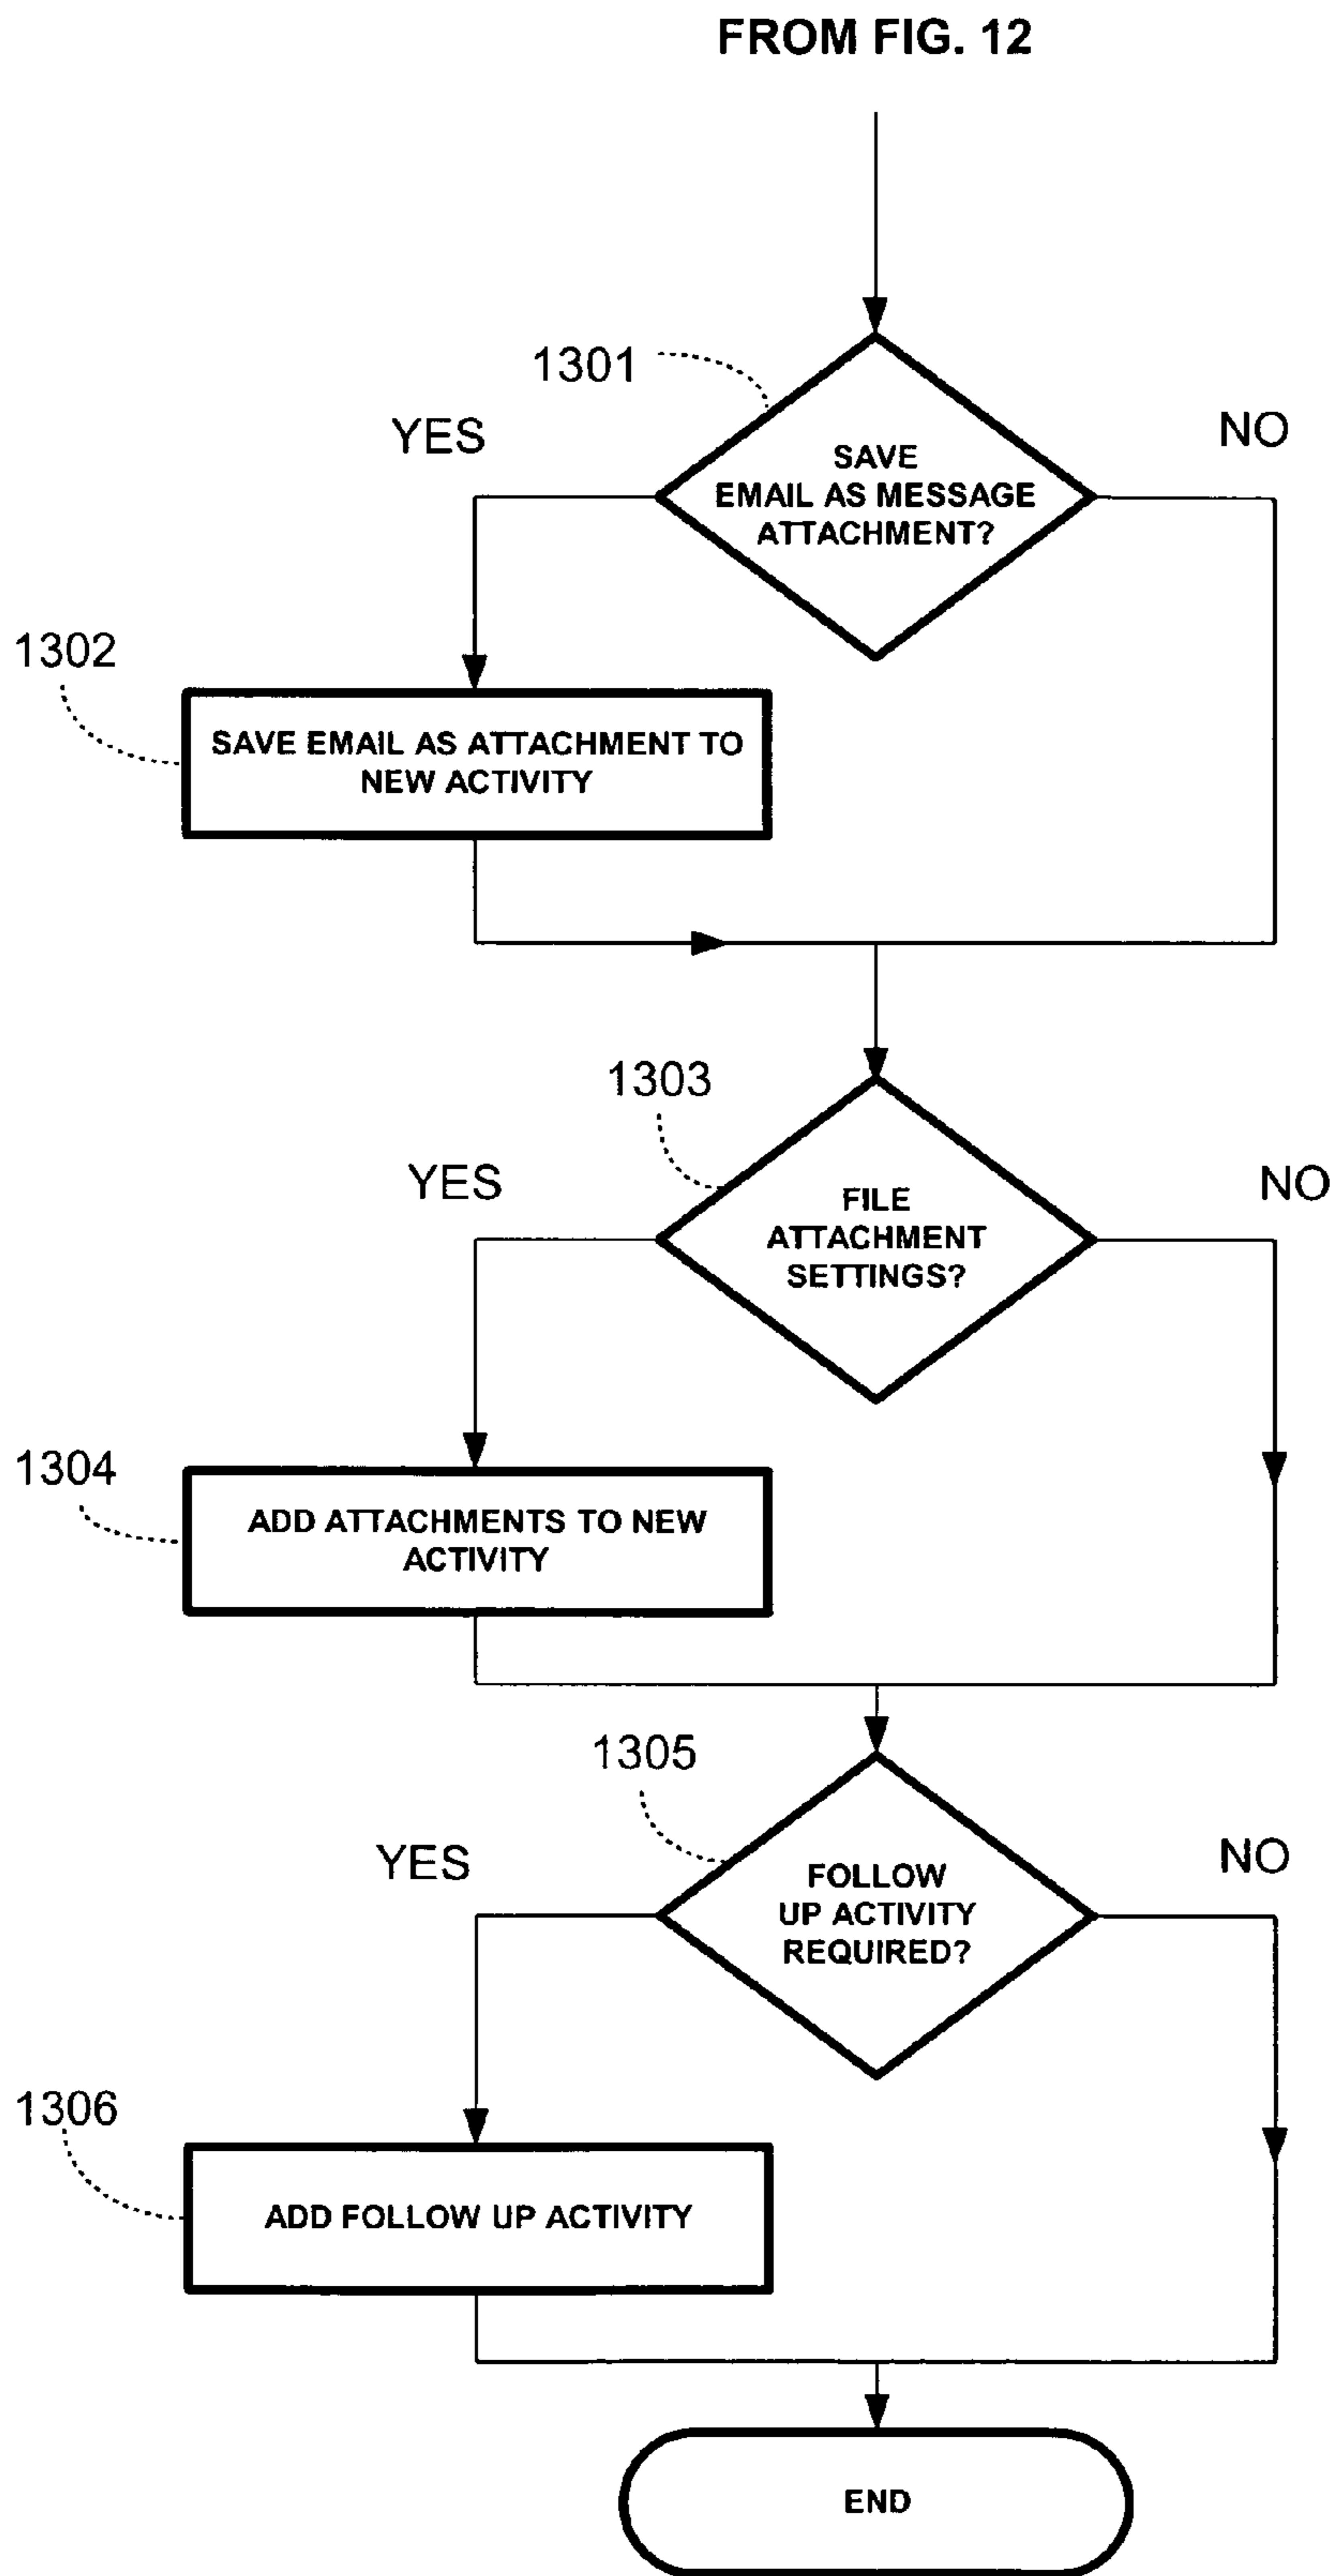 FROM FIG. 12
1301
YES
NO
SAVE
EMAIL AS MESSAGE
ATTACHMENT?
1302
SAVE EMAIL AS ATTACHMENT TO
NEW ACTIVITY
1303
YES
NO
FILE
ATTACHMENT
SETTINGS?
1304
ADD ATTACHMENTS TO NEW
ACTIVITY
1305
YES
NO
FOLLOW
UP ACTIVITY
REQUIRED?
1306
ADD FOLLOW UP ACTIVITY
END